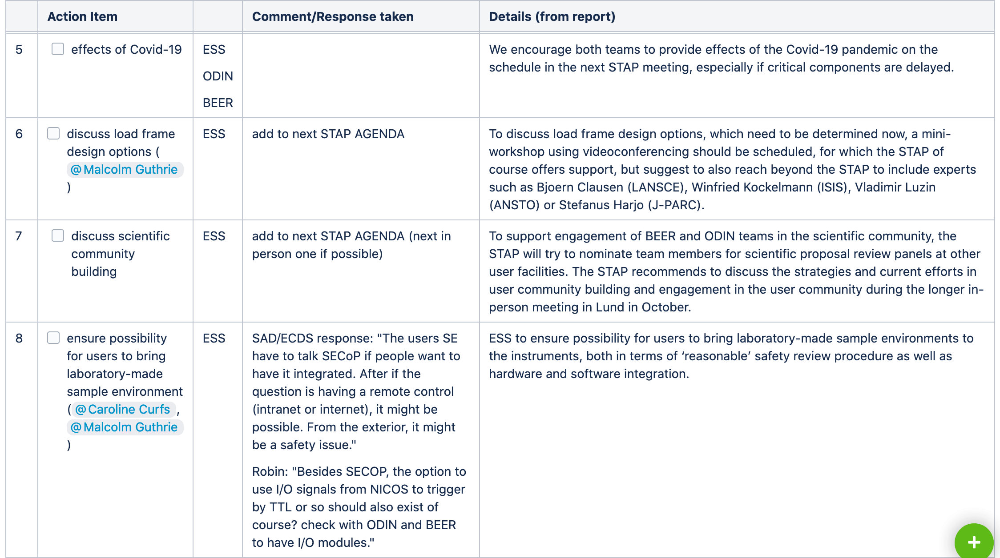 Action Item
Comment/Response taken
Details (from report)
5
effects of Covid-19
ESS
ODIN
BEER
We encourage both teams to provide effects of the Covid-19 pandemic on the
schedule in the next STAP meeting, especially if critical components are delayed.
6
discuss load frame
design options (
@Malcolm Guthrie
)
ESS
add to next STAP AGENDA
To discuss load frame design options, which need to be determined now, a mini-
workshop using videoconferencing should be scheduled, for which the STAP of
course offers support, but suggest to also reach beyond the STAP to include experts
such as Bjoern Clausen (LANSCE), Winfried Kockelmann (ISIS), Vladimir Luzin
(ANSTO) or Stefanus Harjo (J-PARC).
7
discuss scientific
community
building
ESS
add to next STAP AGENDA (next in
person one if possible)
To support engagement of BEER and ODIN teams in the scientific community, the
STAP will try to nominate team members for scientific proposal review panels at other
user facilities. The STAP recommends to discuss the strategies and current efforts in
user community building and engagement in the user community during the longer in-
person meeting in Lund in October.
8
ensure possibility
for users to bring
laboratory-made
sample environment
(@Caroline Curfs ,
@Malcolm Guthrie
)
ESS
SAD/ECDS response: "The users SE
have to talk SECoP if people want to
have it integrated. After if the
question is having a remote control
(intranet or internet), it might be
possible. From the exterior, it might
be a safety issue."
Robin: "Besides SECOP, the option to
use I/O signals from NICOS to trigger
by TTL or so should also exist of
course? check with ODIN and BEER
to have I/O modules."
ESS to ensure possibility for users to bring laboratory-made sample environments to
the instruments, both in terms of ‘reasonable’ safety review procedure as well as
hardware and software integration.